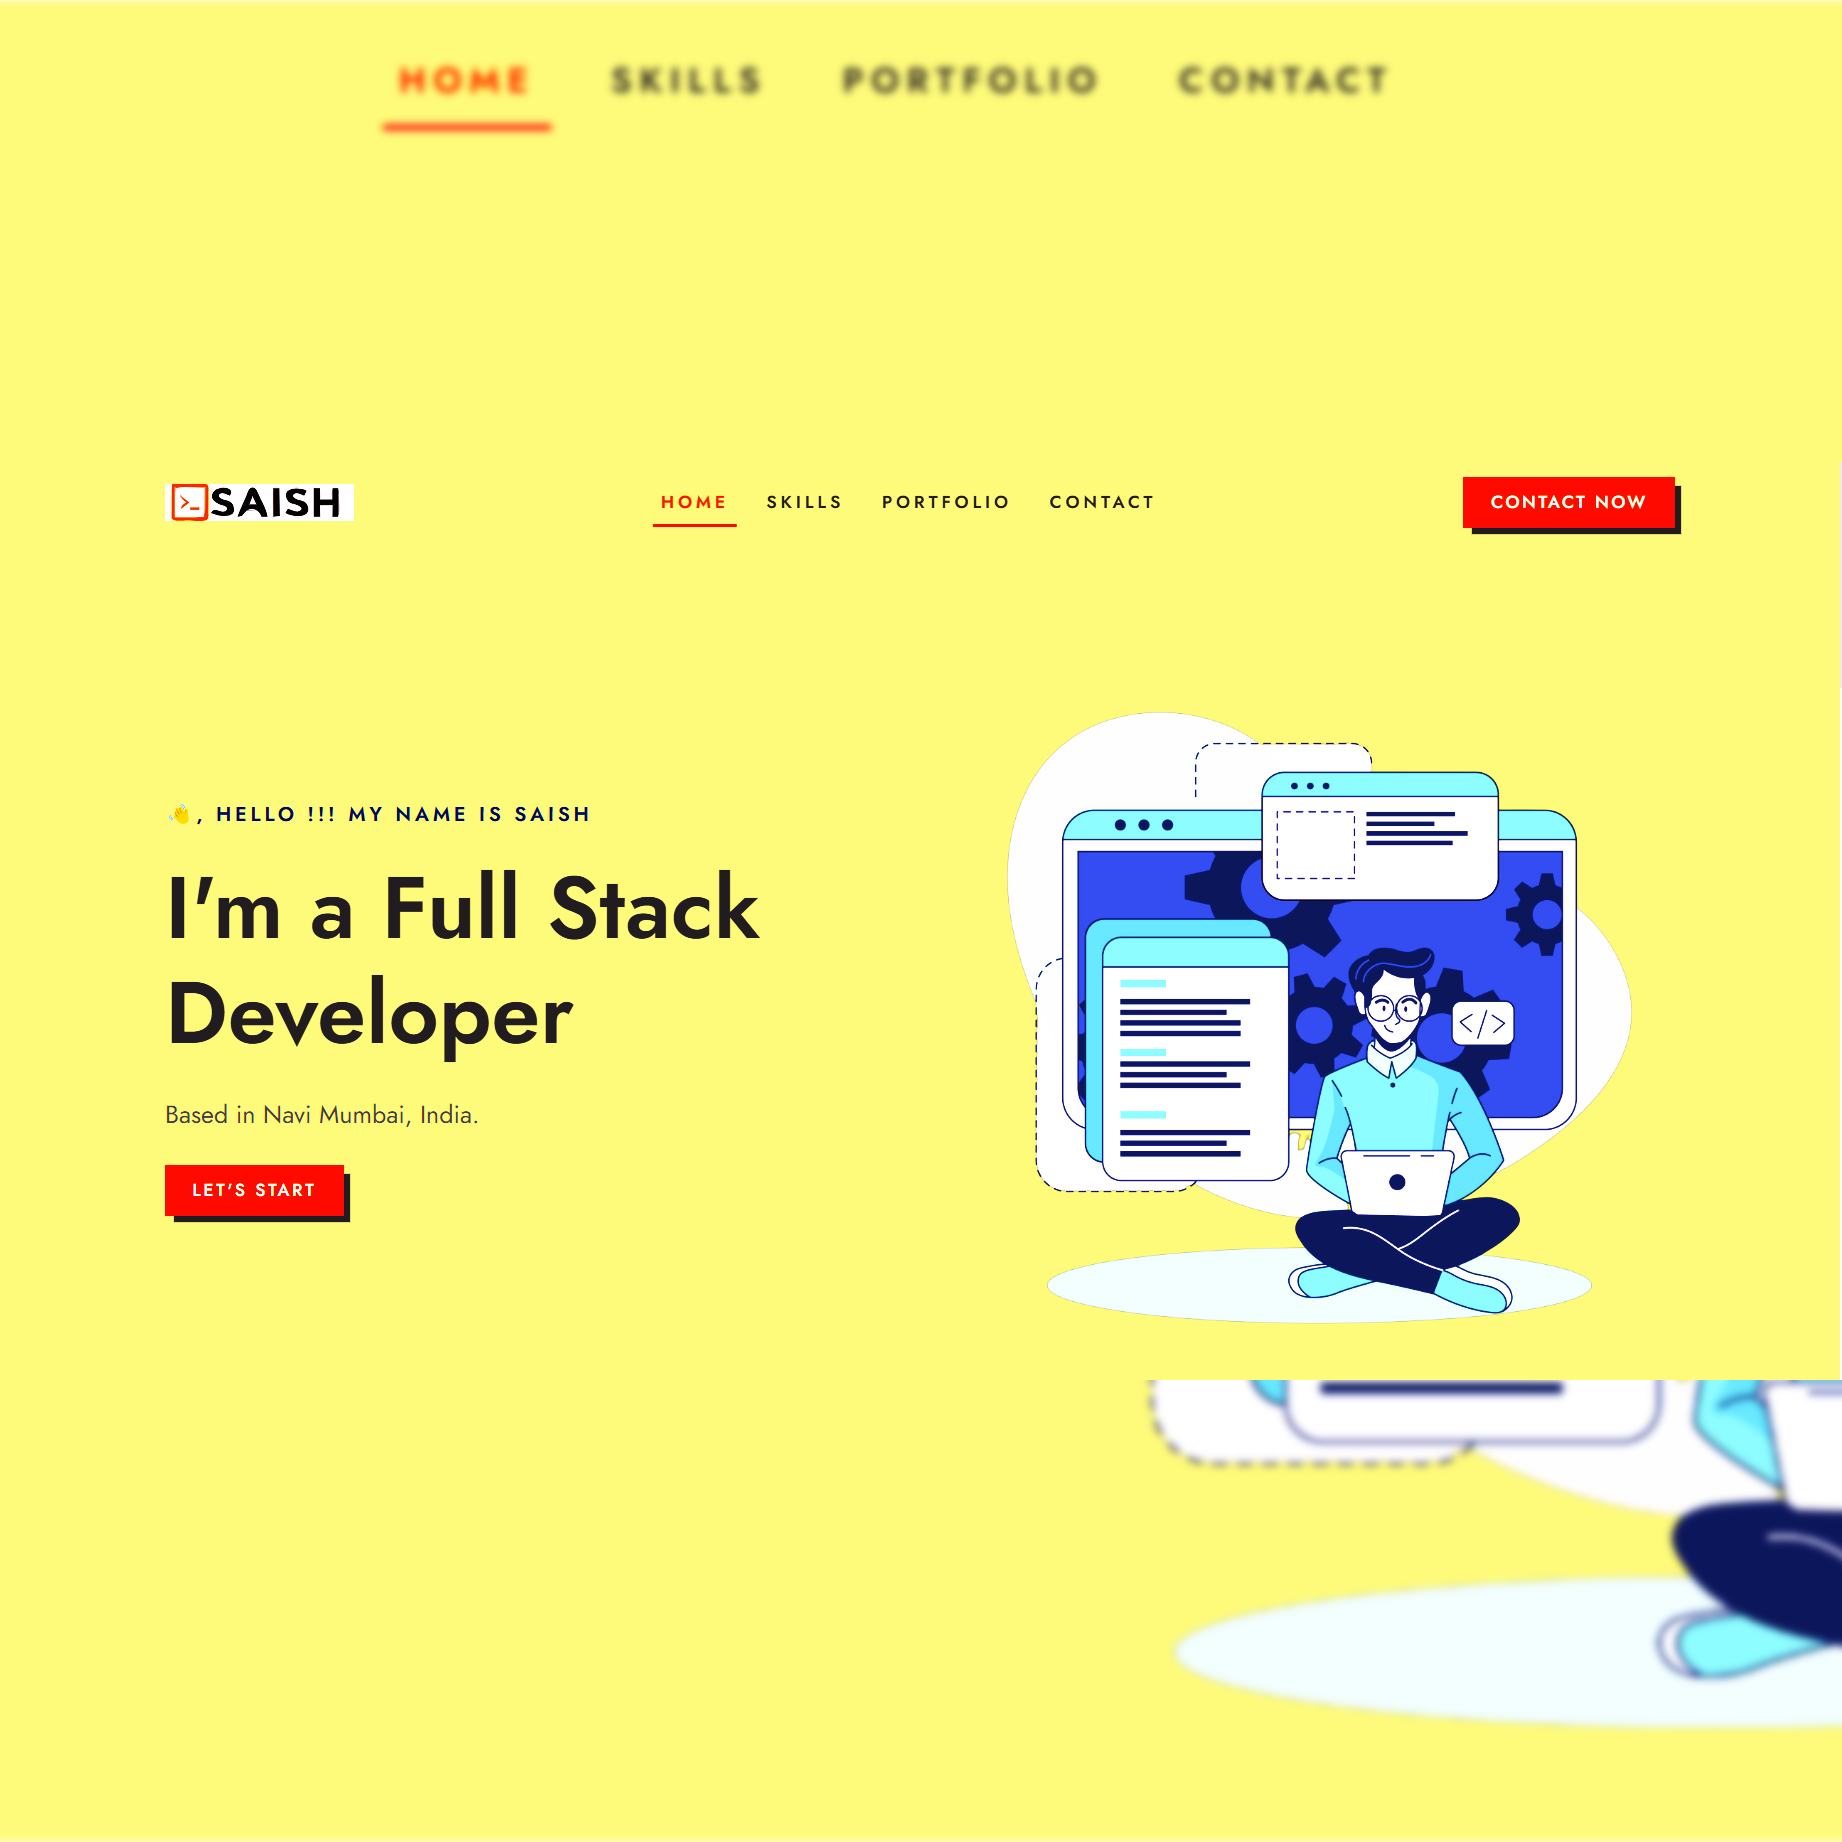 HOME SKILLS PORTFOLIO CONTACT
>_ SAISH
HOME SKILLS PORTFOLIO CONTACT
CONTACT NOW
👋, HELLO !!! MY NAME IS SAISH
I'm a Full Stack
Developer
Based in Navi Mumbai, India.
LET'S START
</>